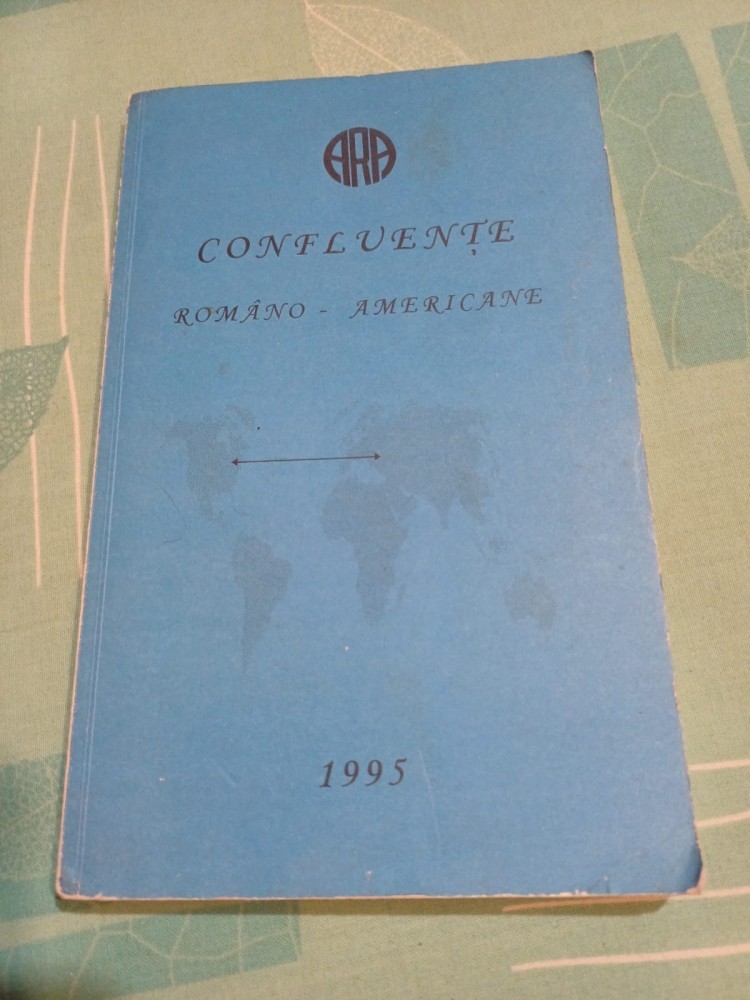 ARA
CONFLUENȚE
ROMÂNO - AMERICANE
1995